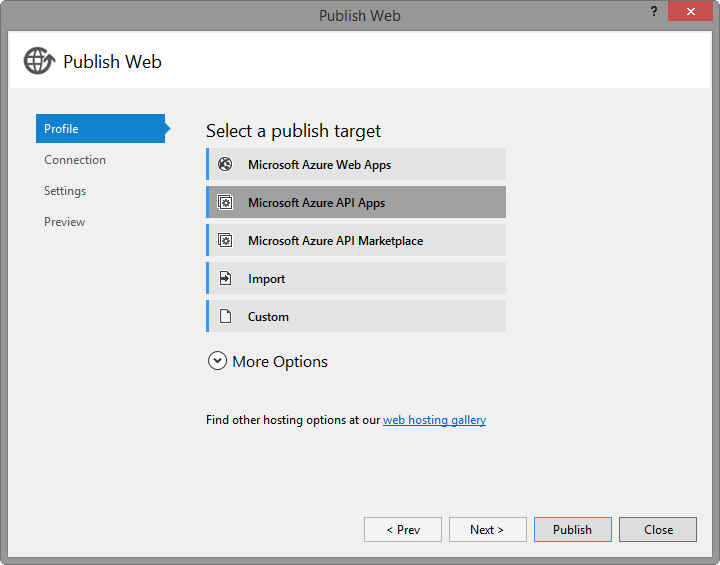 Publish Web
?
Publish Web
Profile
Connection
Settings
Preview
Select a publish target
Microsoft Azure Web Apps
Microsoft Azure API Apps
Microsoft Azure API Marketplace
Import
Custom
More Options
Find other hosting options at our web hosting gallery
< Prev
Next >
Publish
Close